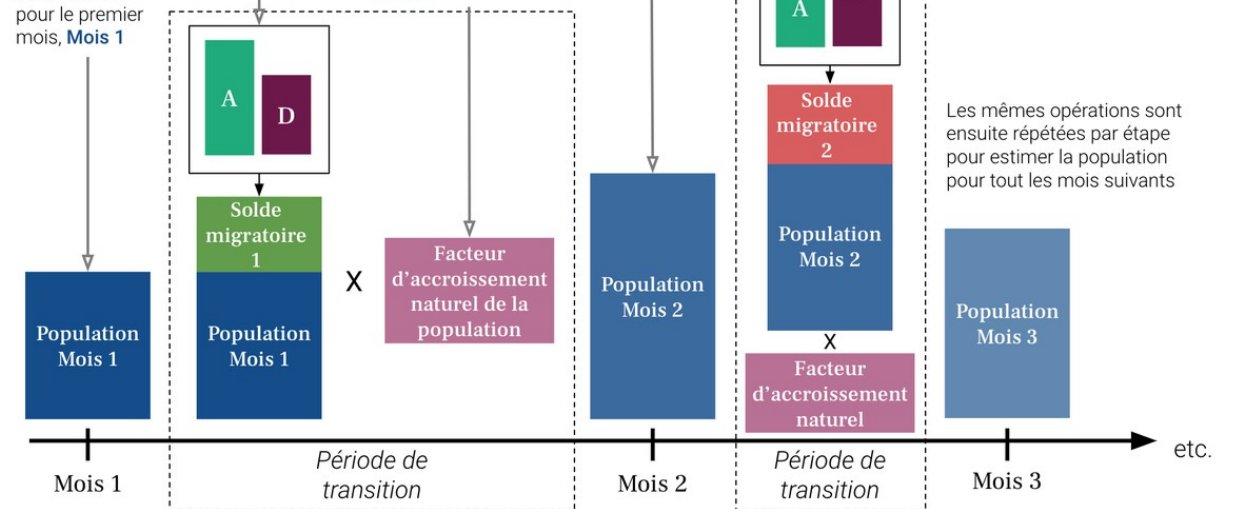 pour le premier
mois, Mois 1
A
D
Solde
migratoire
1
Population
Mois 1
Population
Mois 1
X
Facteur
d'accroissement
naturel de la
population
Population
Mois 2
A
Solde
migratoire
2
Population
Mois 2
X
Facteur
d'accroissement
naturel
Les mêmes opérations sont
ensuite répétées par étape
pour estimer la population
pour tout les mois suivants
Population
Mois 3
Mois 1
Période de
transition
Mois 2
Période de
transition
Mois 3
etc.